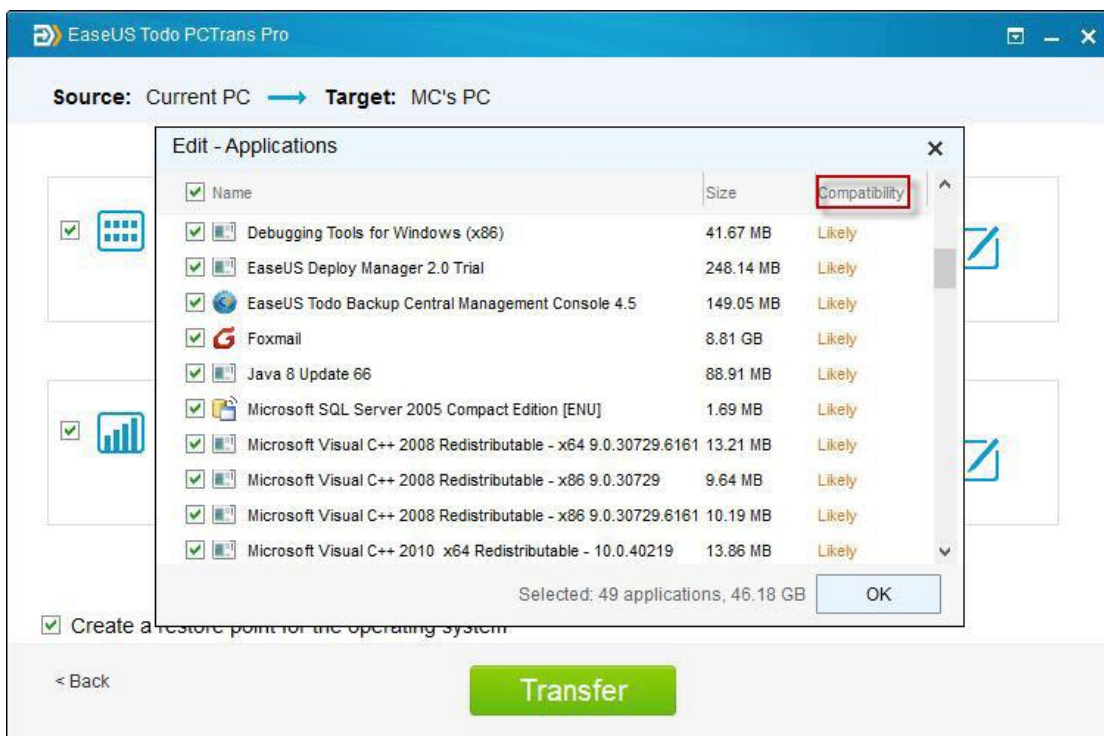 EaseUS Todo PCTrans Pro
Source: Current PC Target: MC's PC
Edit - Applications
Name Size Compatibility
Debugging Tools for Windows (x86) 41.67 MB Likely
EaseUS Deploy Manager 2.0 Trial 248.14 MB Likely
EaseUS Todo Backup Central Management Console 4.5 149.05 MB Likely
Foxmail 8.81 GB Likely
Java 8 Update 66 88.91 MB Likely
Microsoft SQL Server 2005 Compact Edition [ENU] 1.69 MB Likely
Microsoft Visual C++ 2008 Redistributable - x64 9.0.30729.6161 13.21 MB Likely
Microsoft Visual C++ 2008 Redistributable - x86 9.0.30729 9.64 MB Likely
Microsoft Visual C++ 2008 Redistributable - x86 9.0.30729.6161 10.19 MB Likely
Microsoft Visual C++ 2010 x64 Redistributable - 10.0.40219 13.86 MB Likely
Selected: 49 applications, 46.18 GB OK
Create a restore point for the operating system
< Back Transfer